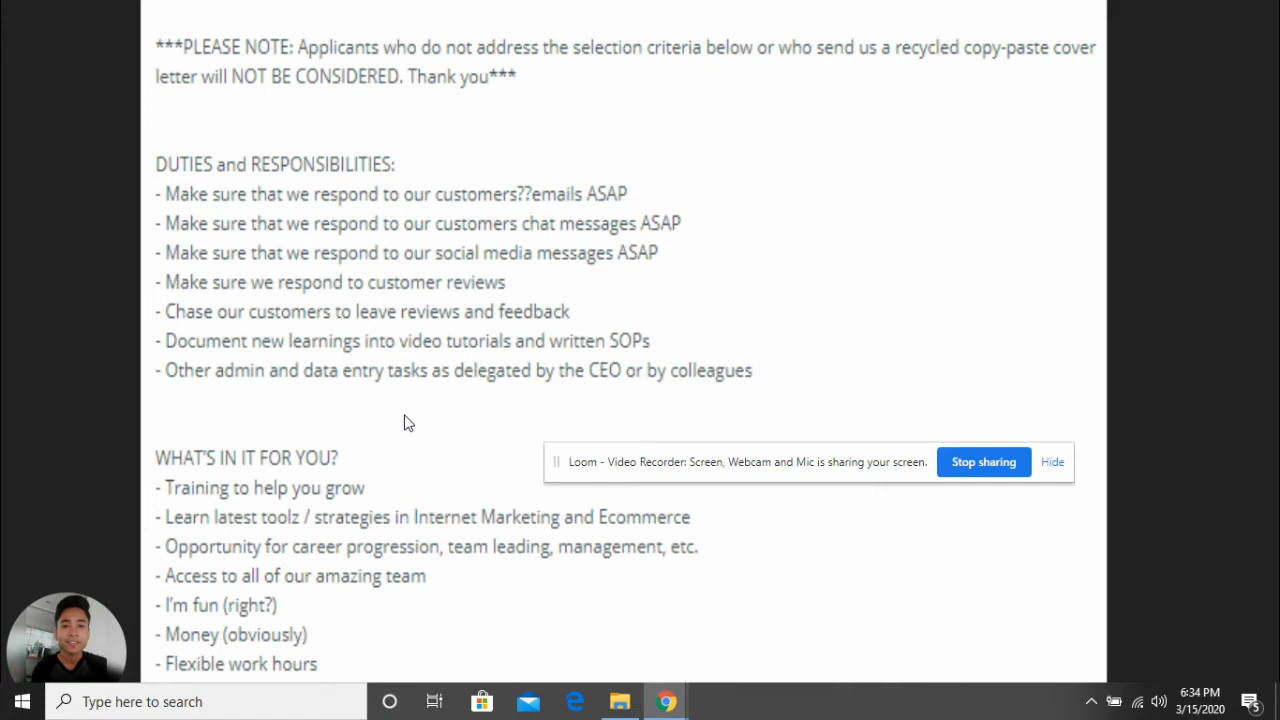 ***PLEASE NOTE: Applicants who do not address the selection criteria below or who send us a recycled copy-paste cover
letter will NOT BE CONSIDERED. Thank you***
DUTIES and RESPONSIBILITIES:
- Make sure that we respond to our customers??emails ASAP
- Make sure that we respond to our customers chat messages ASAP
- Make sure that we respond to our social media messages ASAP
- Make sure we respond to customer reviews
- Chase our customers to leave reviews and feedback
- Document new learnings into video tutorials and written SOPs
- Other admin and data entry tasks as delegated by the CEO or by colleagues
WHAT'S IN IT FOR YOU?
- Training to help you grow
- Learn latest toolz / strategies in Internet Marketing and Ecommerce
- Opportunity for career progression, team leading, management, etc.
- Access to all of our amazing team
- I'm fun (right?)
- Money (obviously)
- Flexible work hours
Loom - Video Recorder: Screen, Webcam and Mic is sharing your screen.
Stop sharing
Hide
Type here to search
6:34 PM
3/15/2020
5